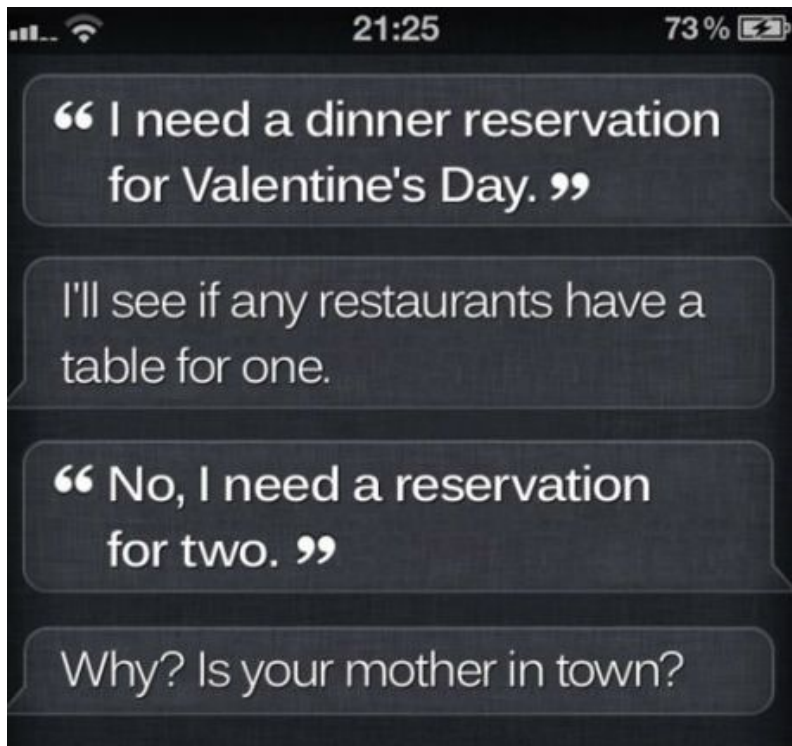 21:25 73%
“ I need a dinner reservation
for Valentine's Day. ”
I'll see if any restaurants have a
table for one.
“ No, I need a reservation
for two. ”
Why? Is your mother in town?